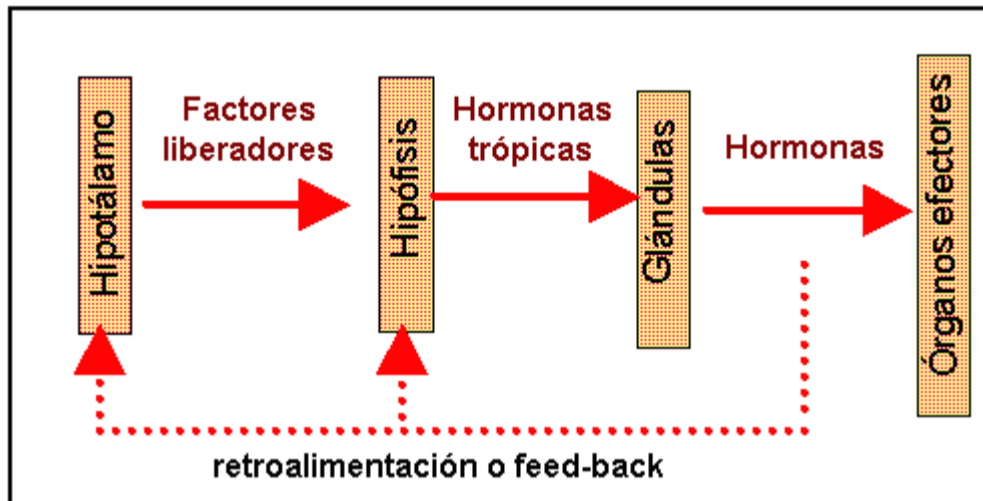 Hipotálamo
Factores
liberadores
Hipófisis
Hormonas
trópicas
Glándulas
Hormonas
Órganos efectores
retroalimentación o feed-back